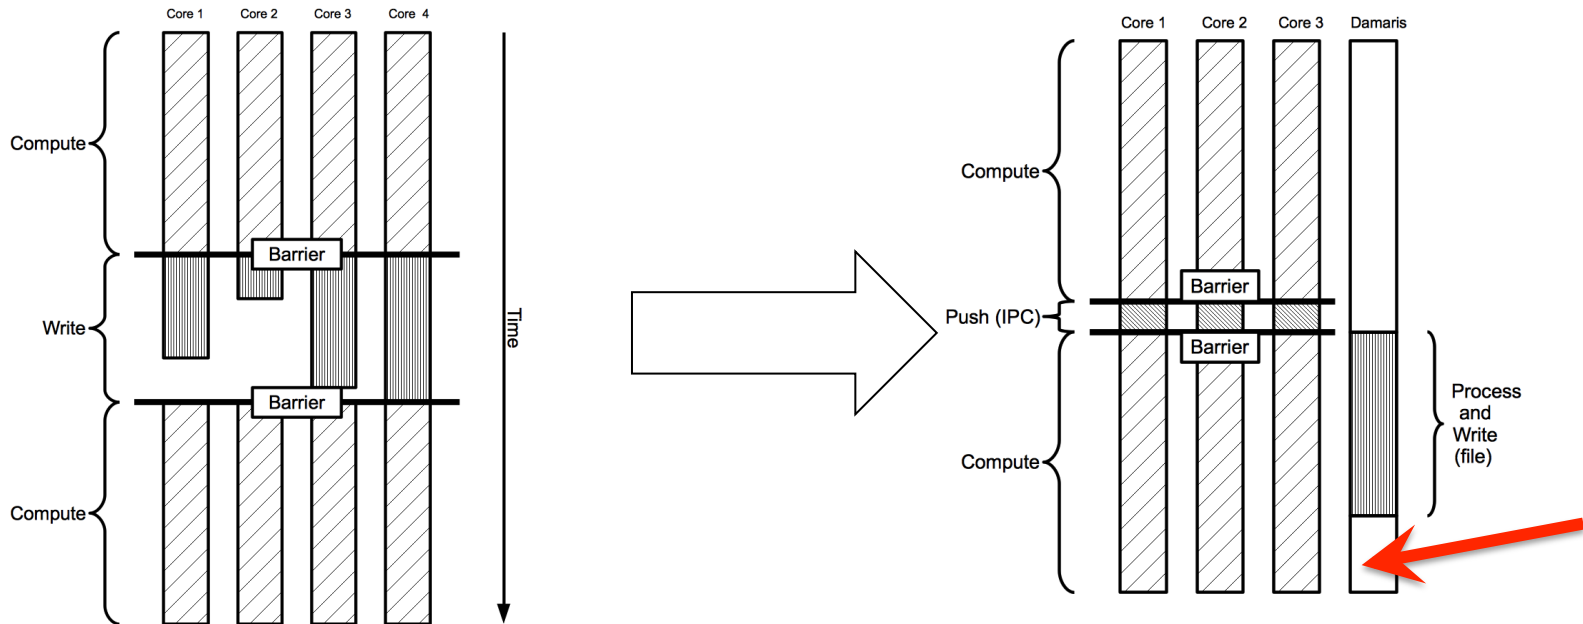 Core 1
Core 2
Core 3
Core 4
Compute
Barrier
Write
Time
Barrier
Compute
Core 1
Core 2
Core 3
Damaris
Compute
Barrier
Push (IPC)
Barrier
Process
and
Write
(file)
Compute